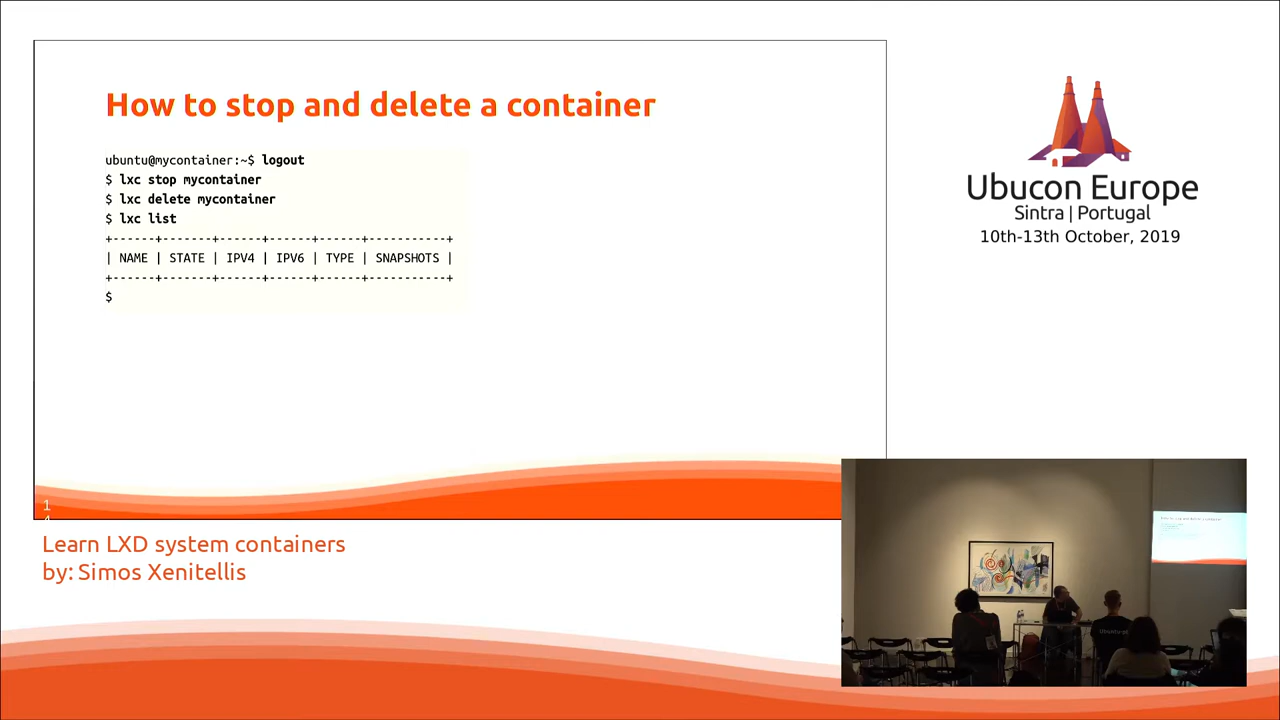 How to stop and delete a container
ubuntu@mycontainer:~$ logout
$ lxc stop mycontainer
$ lxc delete mycontainer
$ lxc list
+------+-------+------+------+------+-----------+
| NAME | STATE | IPV4 | IPV6 | TYPE | SNAPSHOTS |
+------+-------+------+------+------+-----------+
$
1
Learn LXD system containers
by: Simos Xenitellis
Ubucon Europe
Sintra | Portugal
10th-13th October, 2019